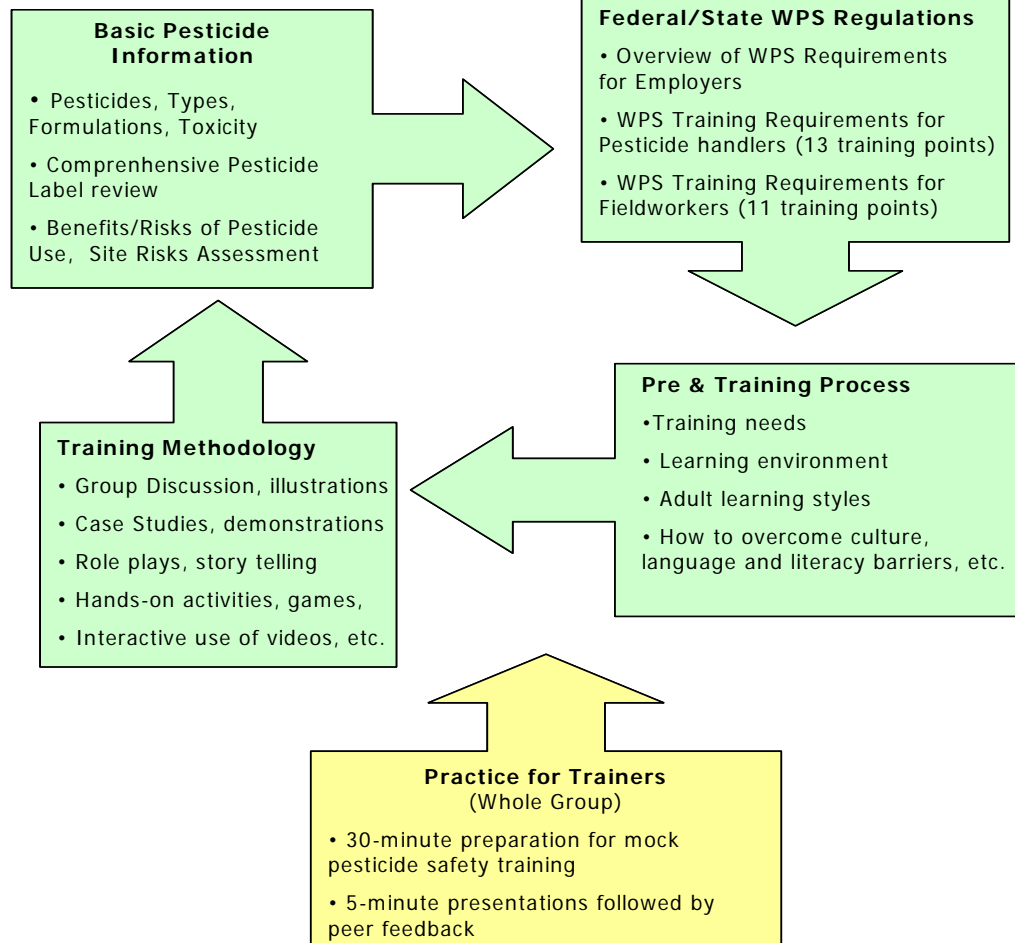 Basic Pesticide
Information
• Pesticides, Types,
Formulations, Toxicity
• Comprenhensive Pesticide
Label review
• Benefits/Risks of Pesticide
Use, Site Risks Assessment
Federal/State WPS Regulations
• Overview of WPS Requirements
for Employers
• WPS Training Requirements for
Pesticide handlers (13 training points)
• WPS Training Requirements for
Fieldworkers (11 training points)
Pre & Training Process
•Training needs
• Learning environment
• Adult learning styles
• How to overcome culture,
language and literacy barriers, etc.
Training Methodology
• Group Discussion, illustrations
• Case Studies, demonstrations
• Role plays, story telling
• Hands-on activities, games,
• Interactive use of videos, etc.
Practice for Trainers
(Whole Group)
• 30-minute preparation for mock
pesticide safety training
• 5-minute presentations followed by
peer feedback